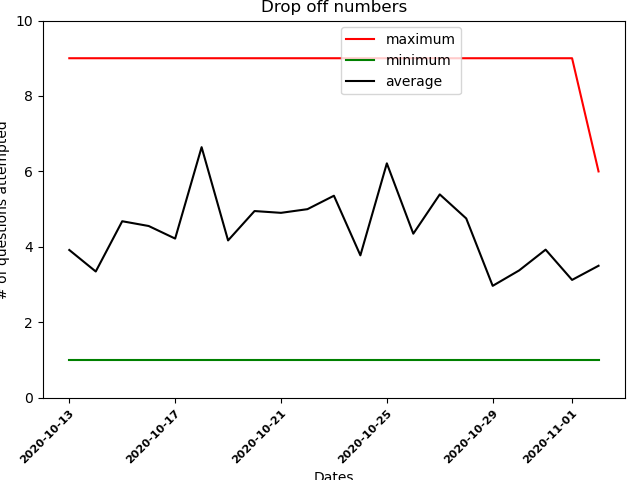 Drop off numbers
maximum
minimum
average
10
8
6
4
2
0
# of questions attempted
2020-10-13
2020-10-17
2020-10-21
2020-10-25
2020-10-29
2020-11-01
Dates